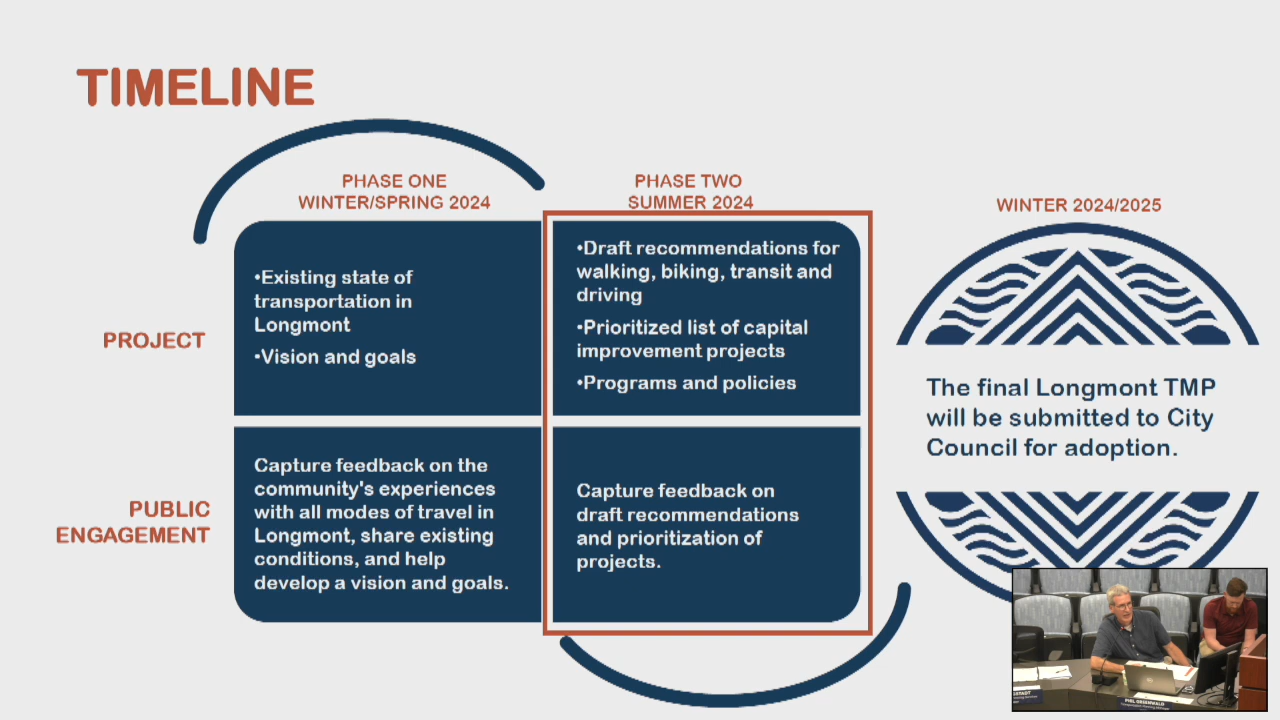 TIMELINE
PHASE ONE
WINTER/SPRING 2024
PHASE TWO
SUMMER 2024
WINTER 2024/2025
PROJECT
•Existing state of
transportation in
Longmont
•Vision and goals
•Draft recommendations for
walking, biking, transit and
driving
•Prioritized list of capital
improvement projects
•Programs and policies
The final Longmont TMP
will be submitted to City
Council for adoption.
PUBLIC
ENGAGEMENT
Capture feedback on the
community's experiences
with all modes of travel in
Longmont, share existing
conditions, and help
develop a vision and goals.
Capture feedback on
draft recommendations
and prioritization of
projects.
PHIL GREENWALD